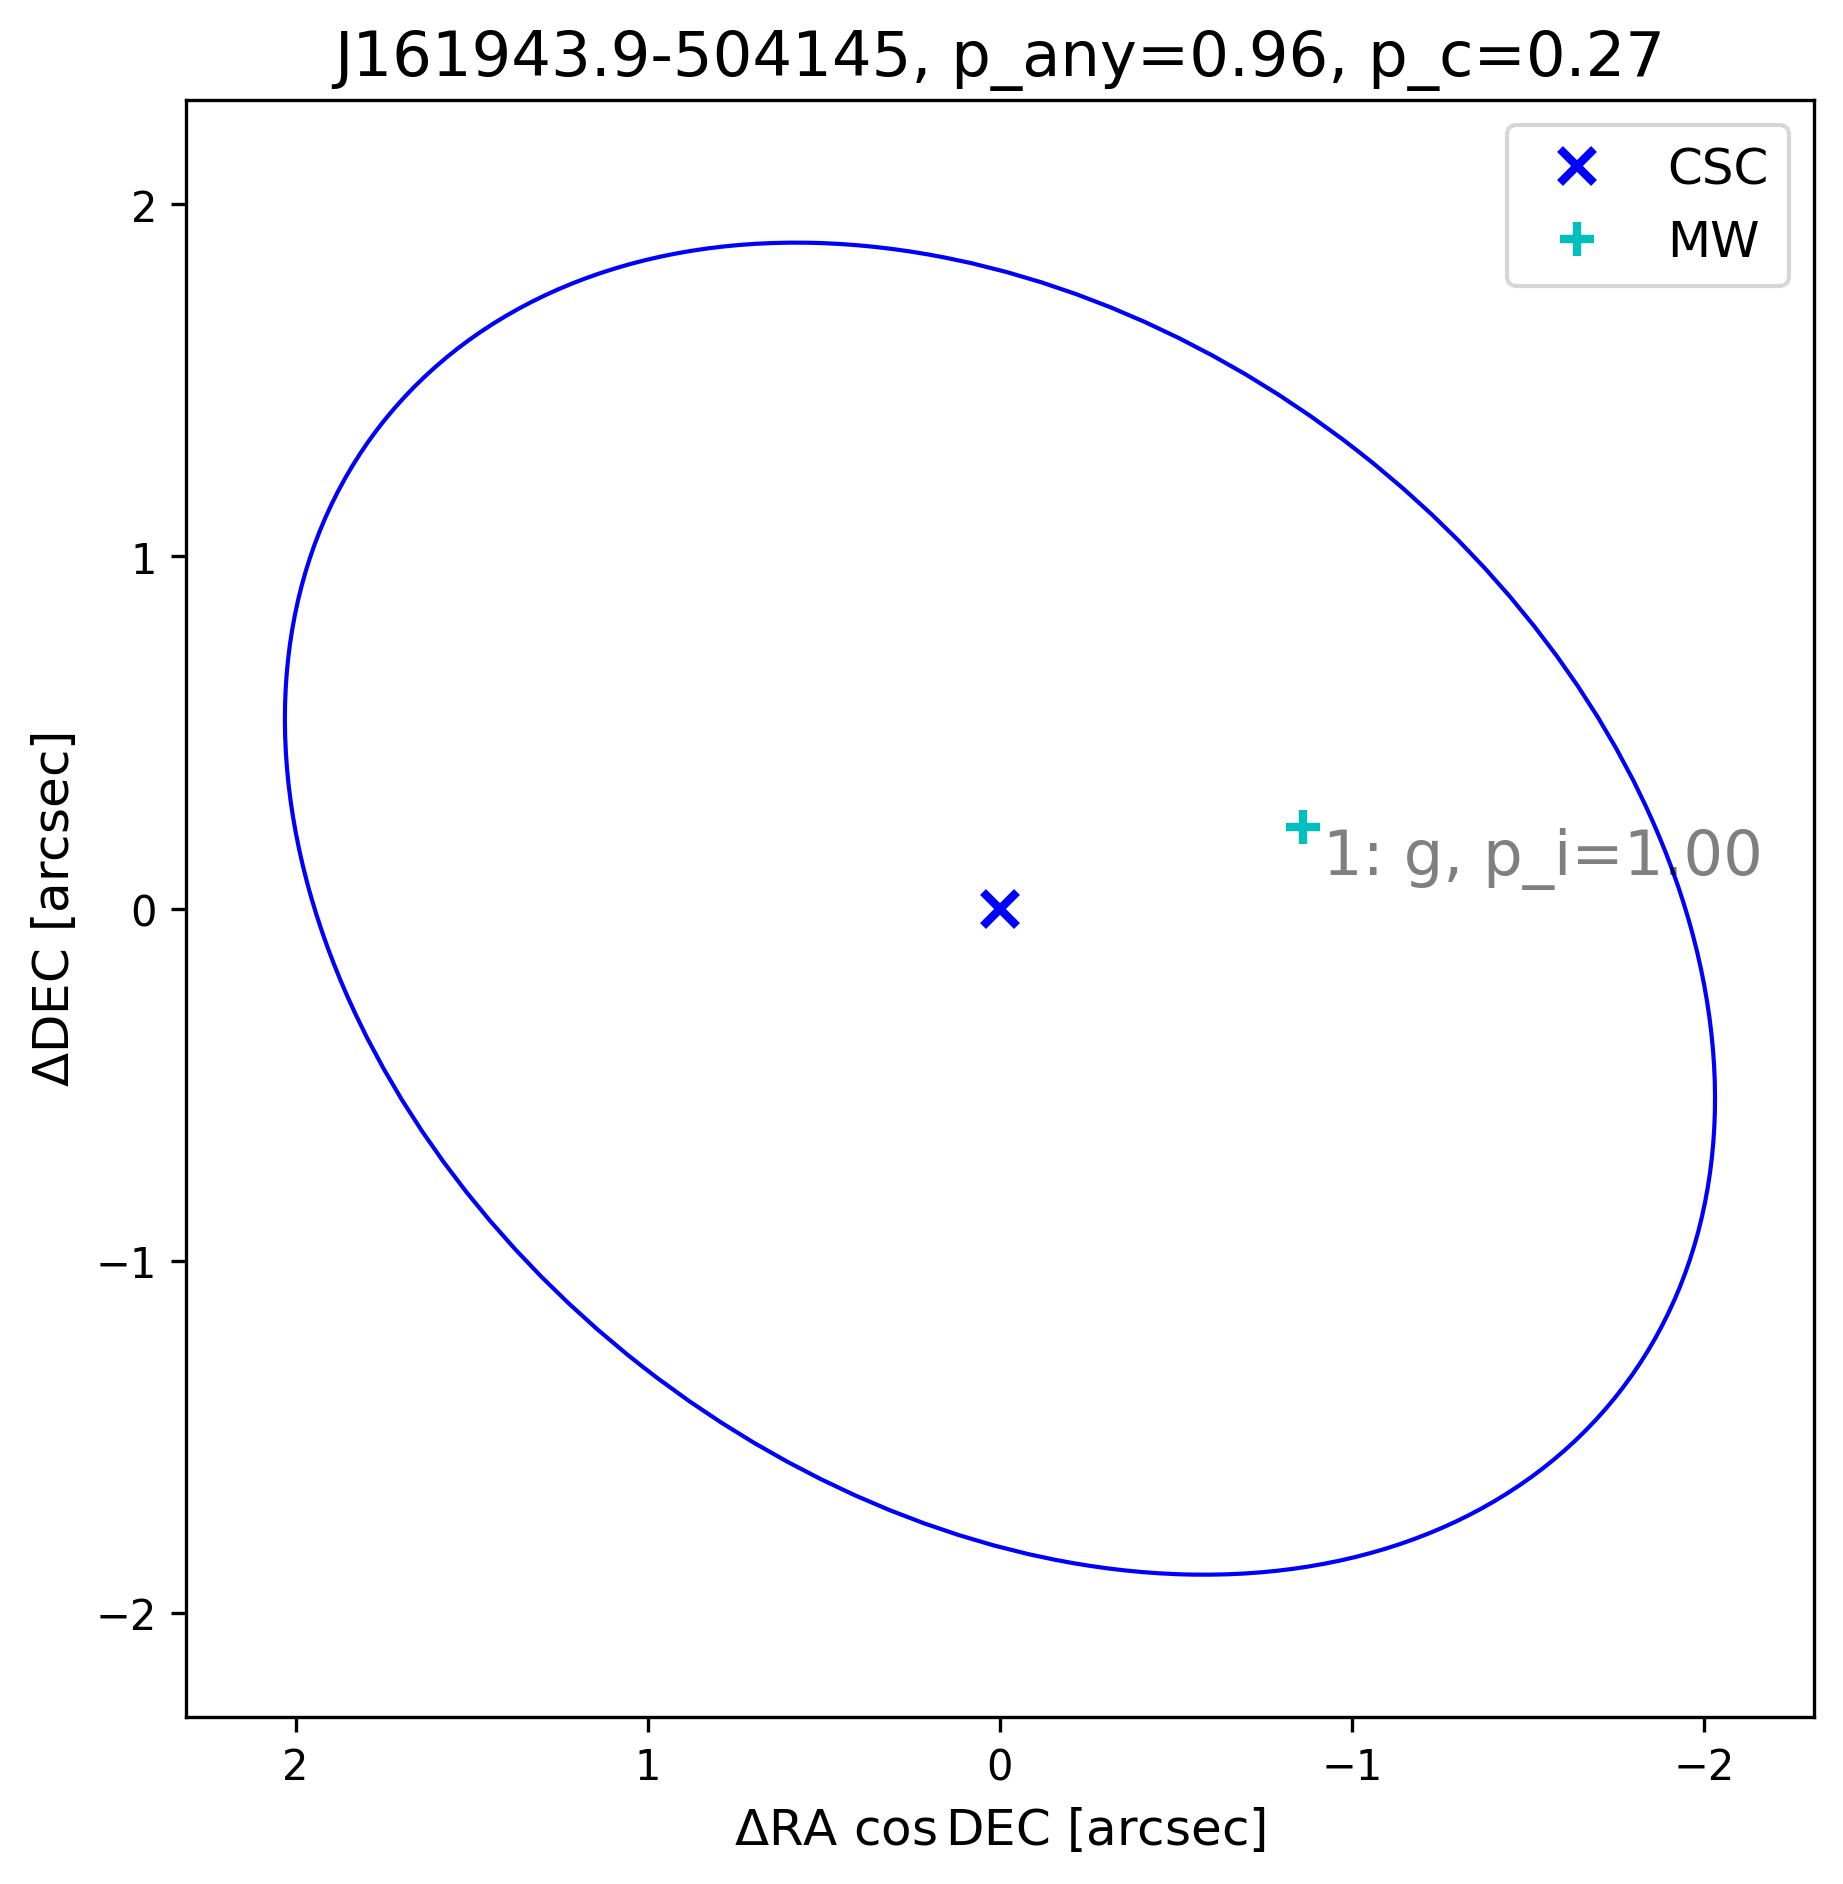 J161943.9-504145, p_any=0.96, p_c=0.27
CSC
MW
2
1
0
−1
−2
ΔDEC [arcsec]
1: g, p_i=1.00
2
1
0
−1
−2
ΔRA cos DEC [arcsec]